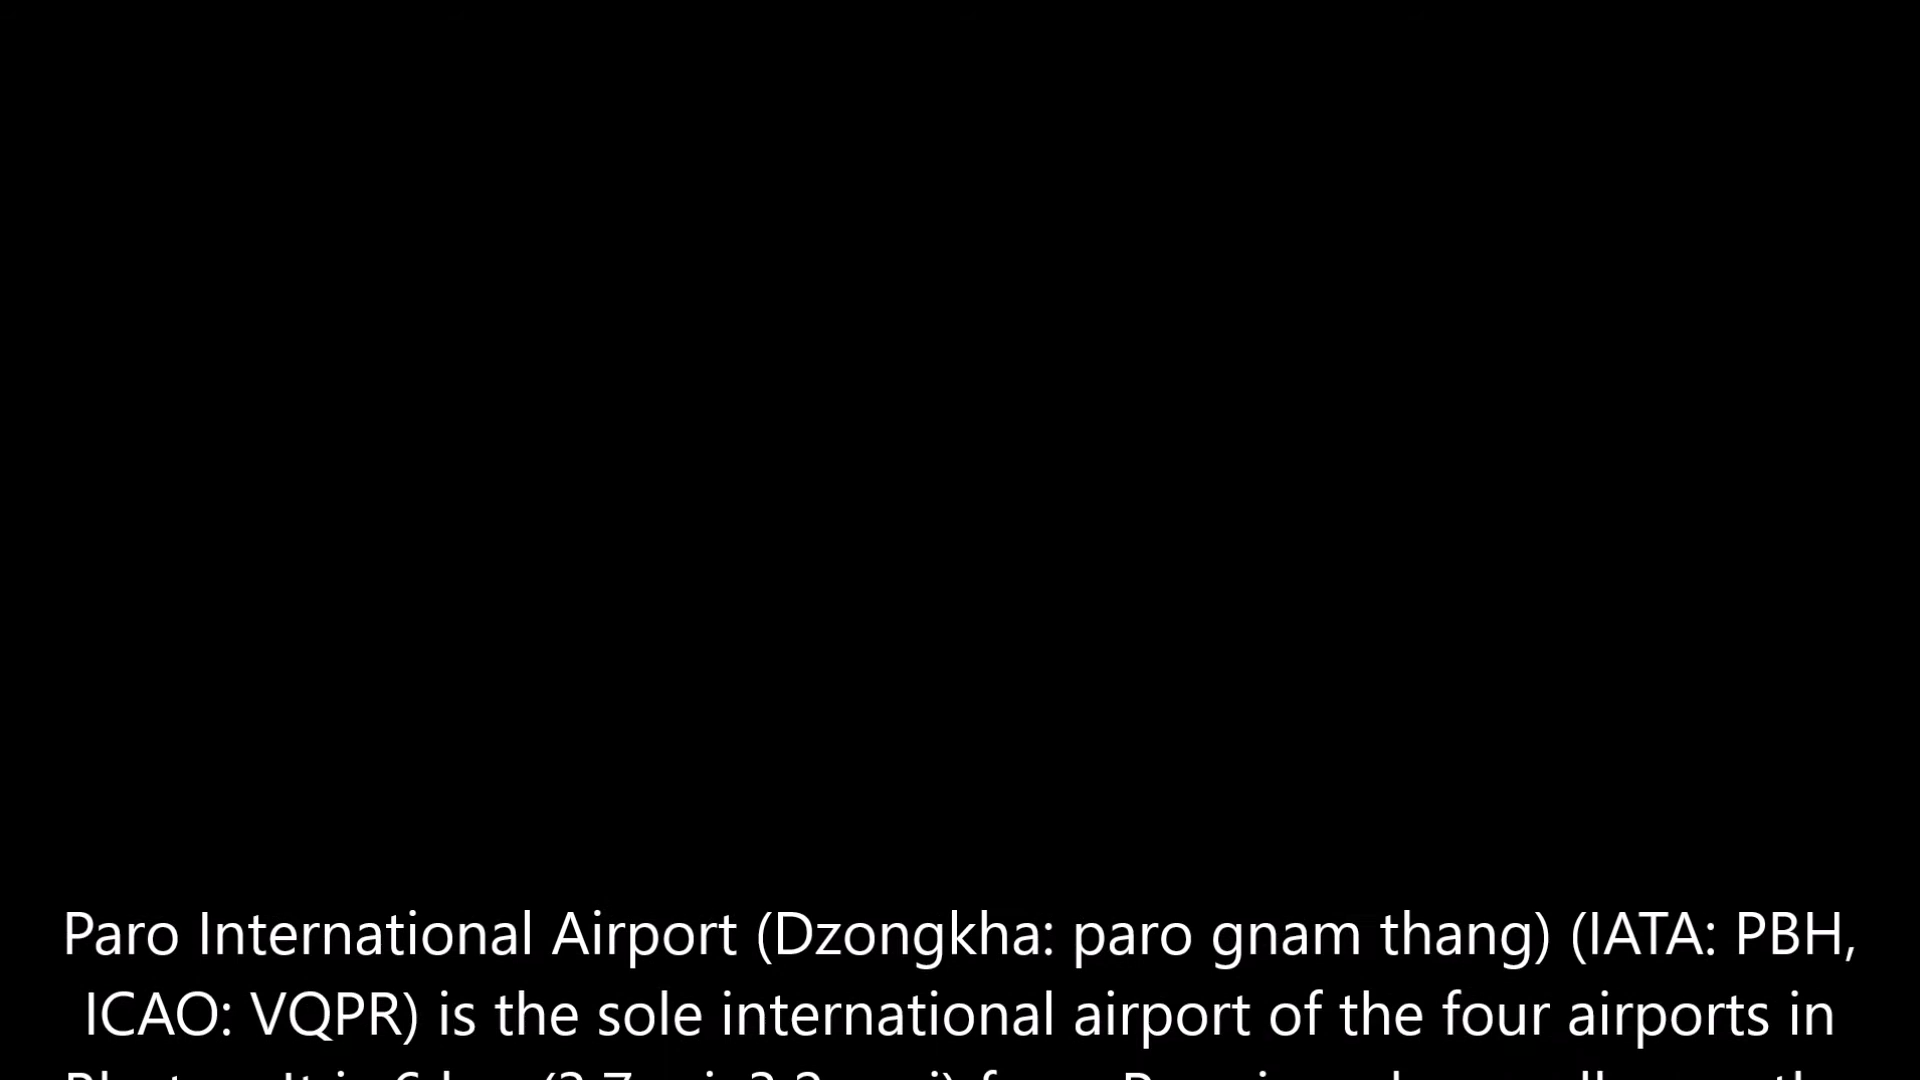 Paro International Airport (Dzongkha: paro gnam thang) (IATA: PBH,
ICAO: VQPR) is the sole international airport of the four airports in